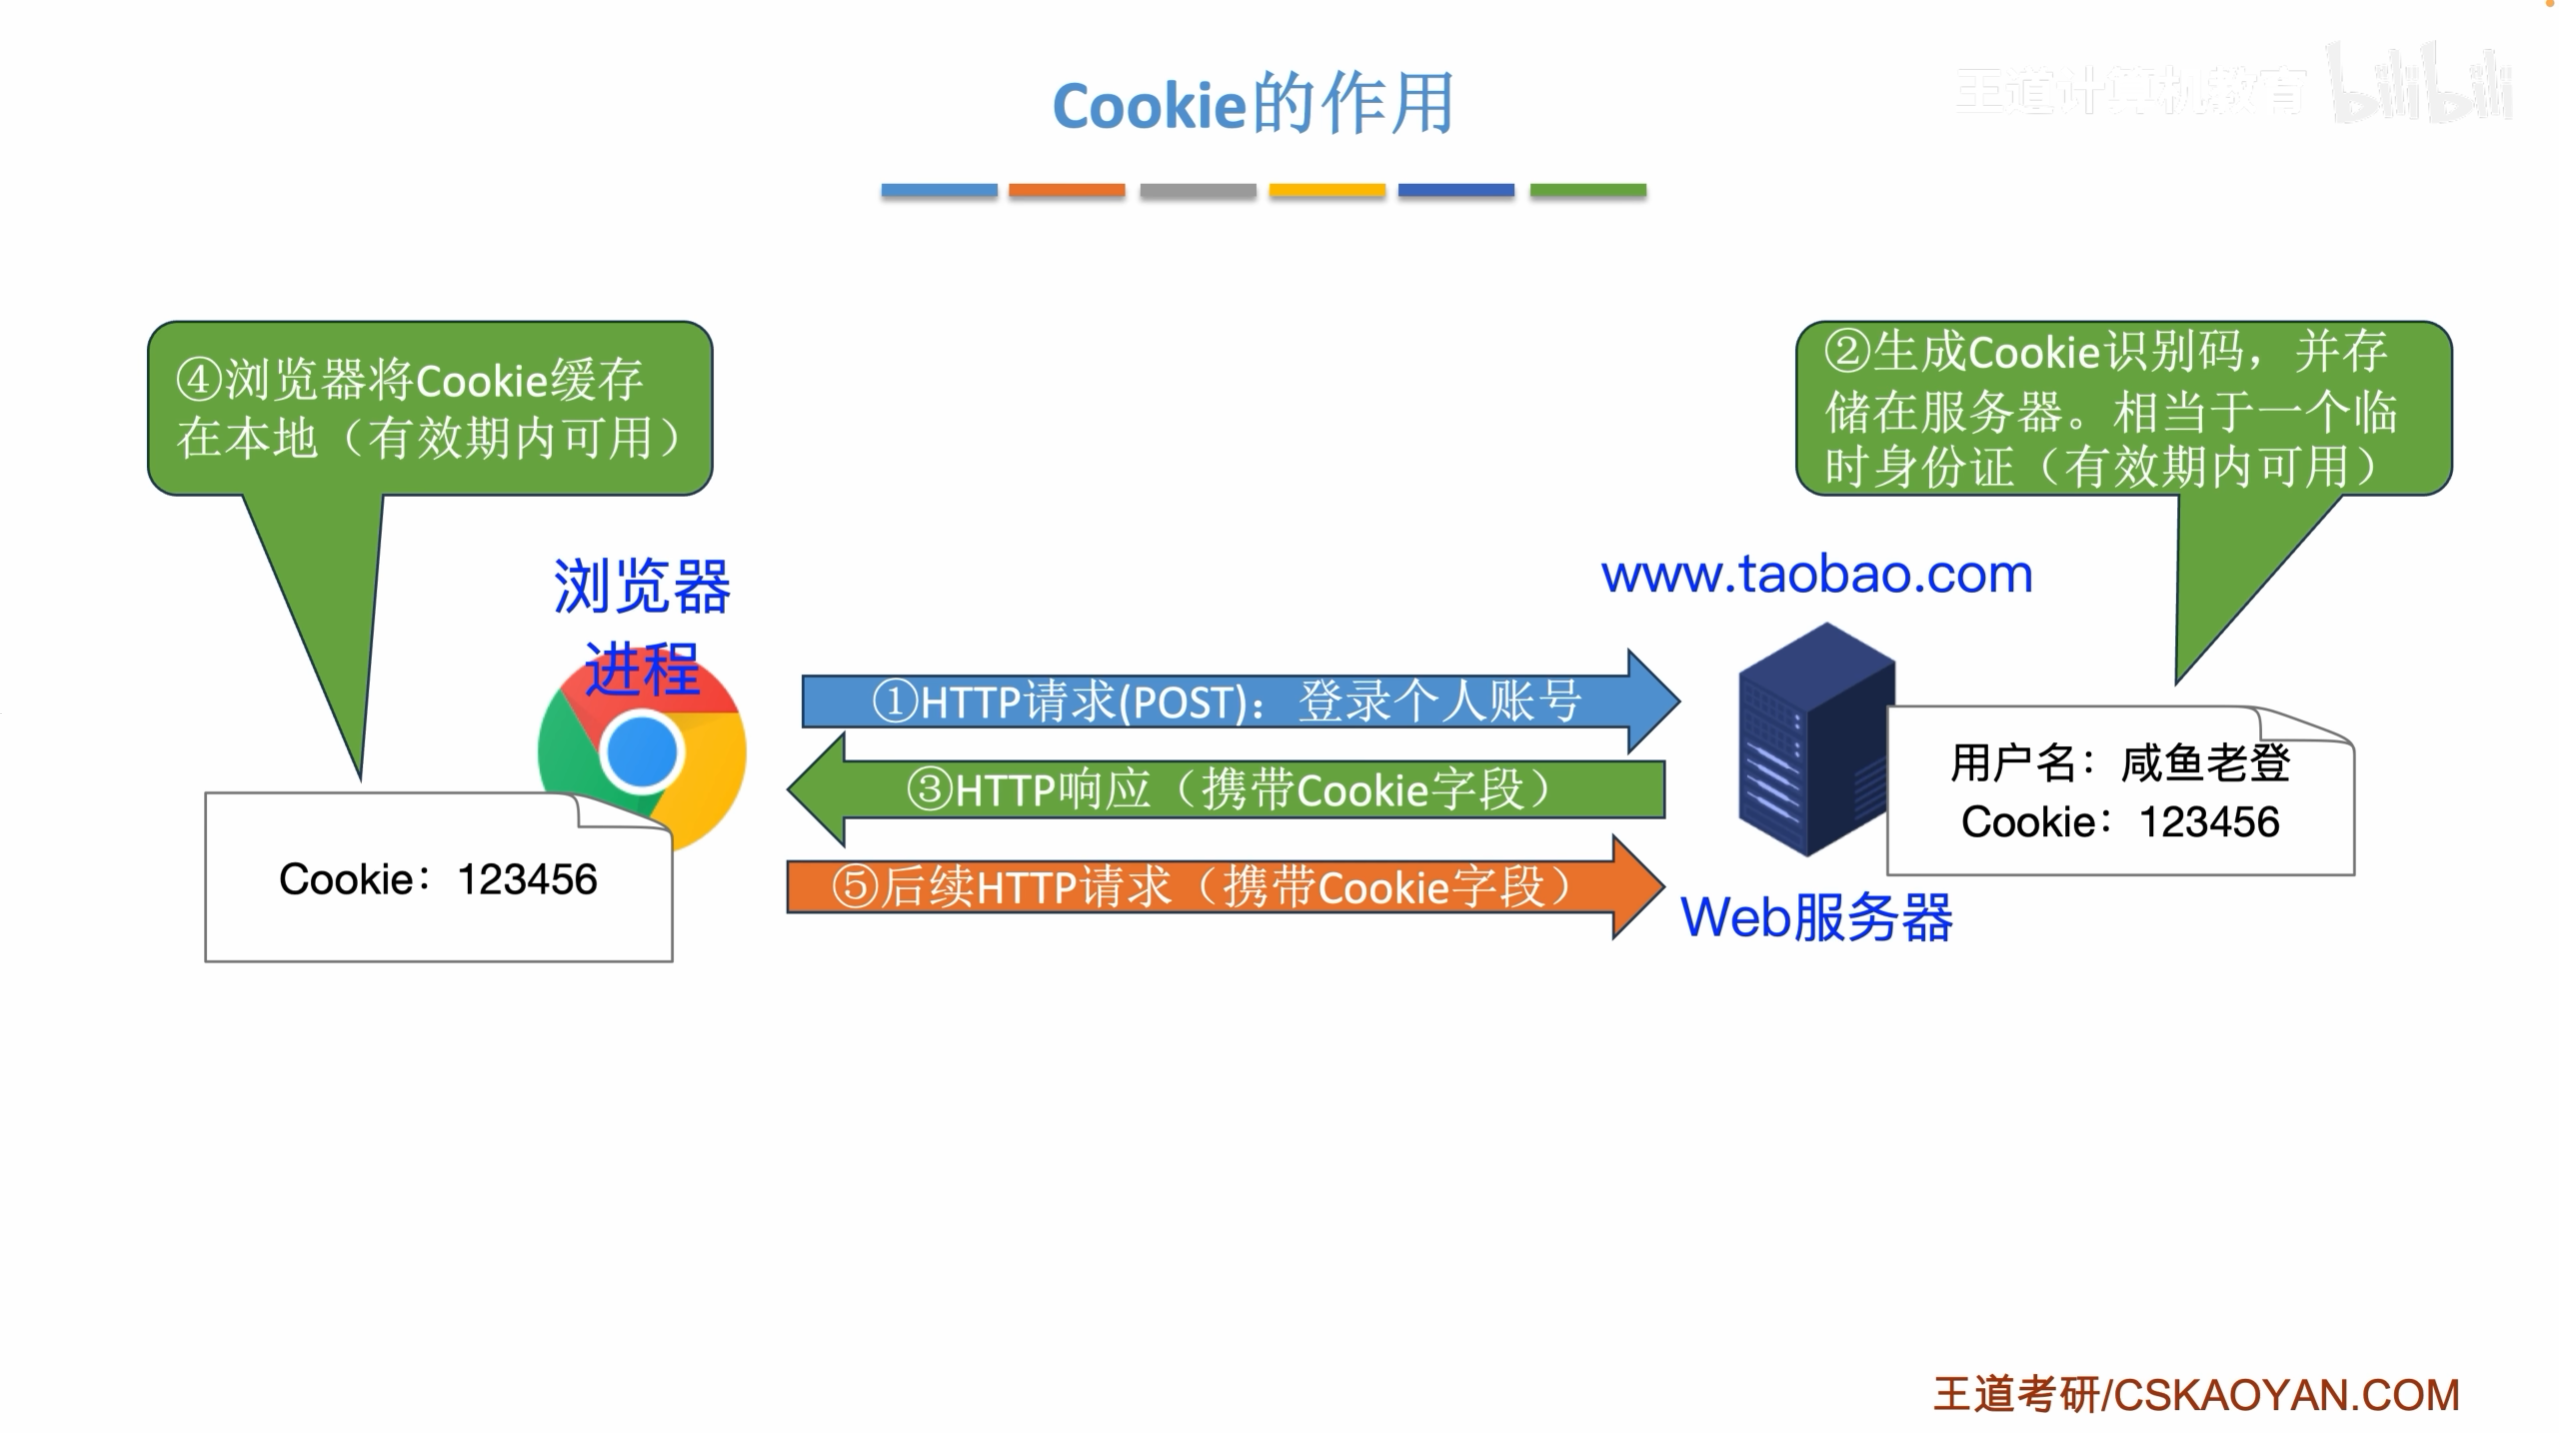 Cookie的作用
王道计算机教育 bilibili
④浏览器将Cookie缓存
在本地（有效期内可用）
②生成Cookie识别码，并存
储在服务器。相当于一个临
时身份证（有效期内可用）
浏览器
进程
www.taobao.com
①HTTP请求(POST)：登录个人账号
③HTTP响应（携带Cookie字段）
⑤后续HTTP请求（携带Cookie字段）
用户名：咸鱼老登
Cookie：123456
Cookie：123456
Web服务器
王道考研/CSKAOYAN.COM